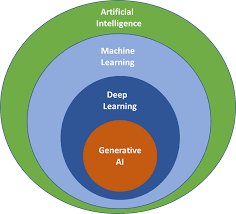 Artificial
Intelligence
Machine
Learning
Deep
Learning
Generative
AI